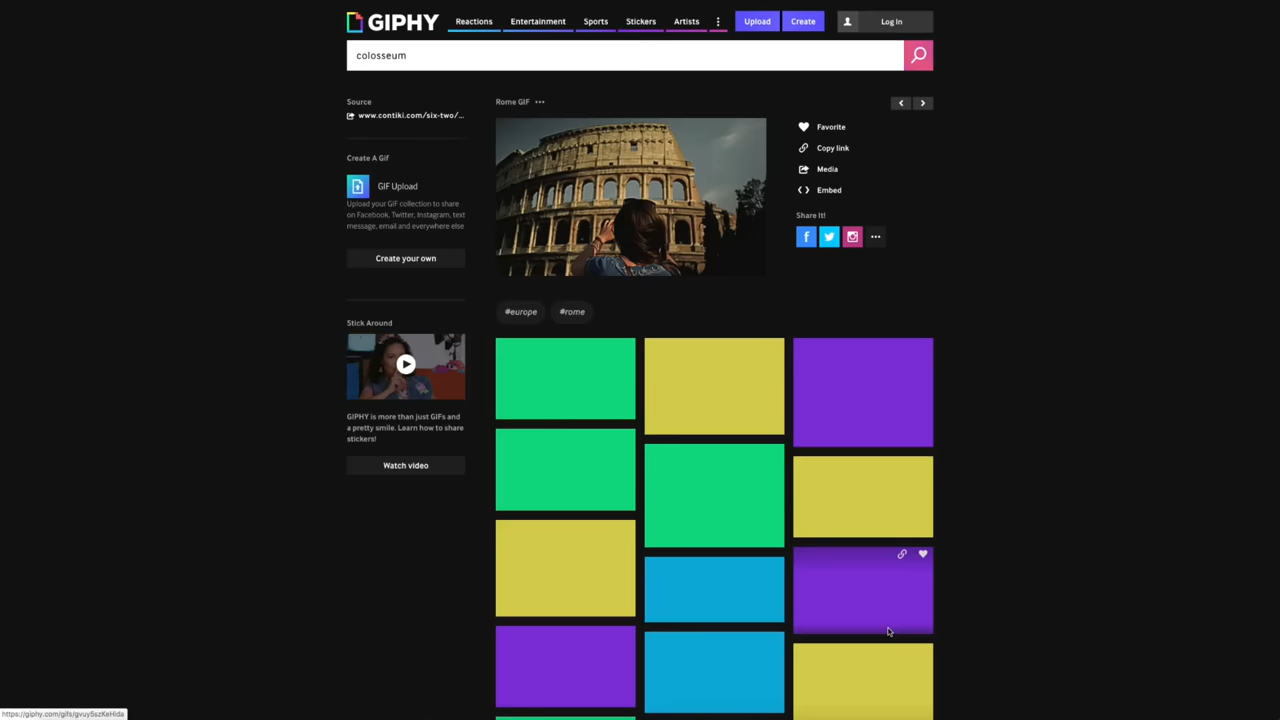 GIPHY
Reactions
Entertainment
Sports
Stickers
Artists
Upload
Create
Log In
colosseum
Source
www.contiki.com/six-two/...
Create A Gif
GIF Upload
Upload your GIF collection to share
on Facebook, Twitter, Instagram, text
message, email and everywhere else
Create your own
Stick Around
GIPHY is more than just GIFs and
a pretty smile. Learn how to share
stickers!
Watch video
Rome GIF
#europe
#rome
Favorite
Copy link
Media
Embed
Share It!